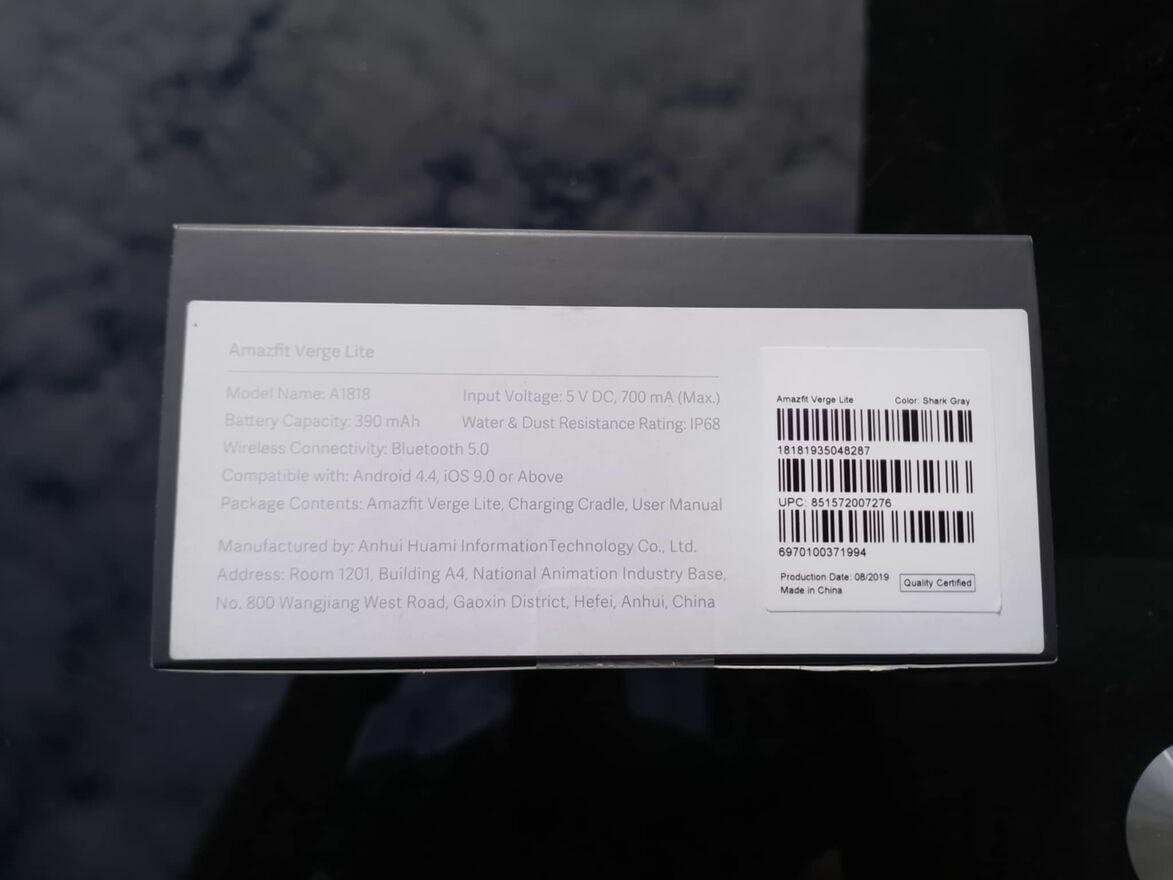 Amazfit Verge Lite
Model Name: A1818 Input Voltage: 5 V DC, 700 mA (Max.)
Battery Capacity: 390 mAh Water & Dust Resistance Rating: IP68
Wireless Connectivity: Bluetooth 5.0
Compatible with: Android 4.4, iOS 9.0 or Above
Package Contents: Amazfit Verge Lite, Charging Cradle, User Manual
Manufactured by: Anhui Huami InformationTechnology Co., Ltd.
Address: Room 1201, Building A4, National Animation Industry Base,
No. 800 Wangjiang West Road, Gaoxin District, Hefei, Anhui, China
Amazfit Verge Lite Color: Shark Gray
18181935048287
UPC: 851572007276
6970100371994
Production Date: 08/2019
Made in China
Quality Certified